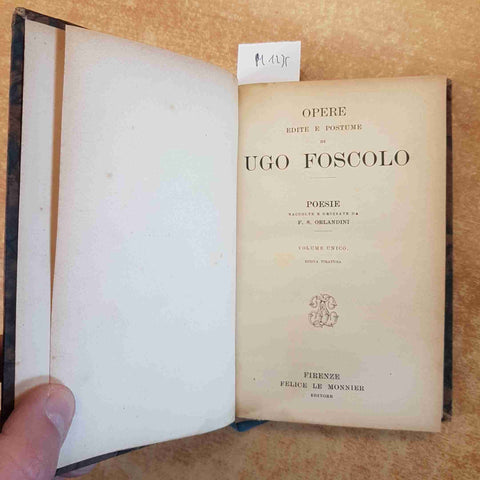 M1235
OPERE
EDITE E POSTUME
DI
UGO FOSCOLO
POESIE
RACCOLTE E ORDINATE DA
F. S. ORLANDINI
VOLUME UNICO.
NUOVA TIRATURA
FIRENZE
FELICE LE MONNIER
EDITORE